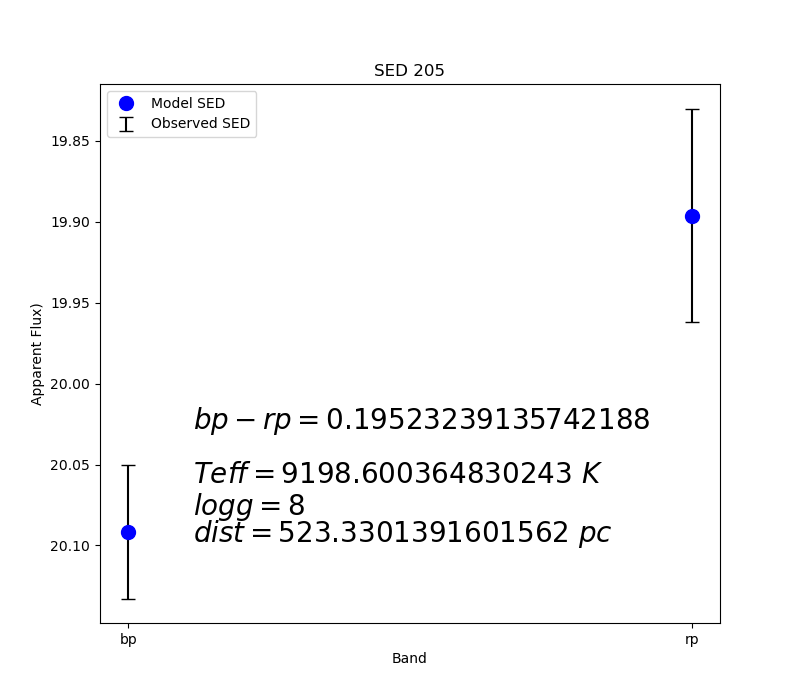 SED 205
Model SED
Observed SED
19.85
19.90
19.95
20.00
20.05
20.10
Apparent Flux)
bp − rp = 0.19523239135742188
Teff = 9198.600364830243 K
logg = 8
dist = 523.3301391601562 pc
bp
rp
Band